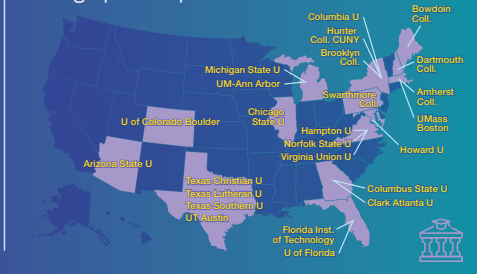 Columbia U
Hunter
Coll. CUNY
Brooklyn
Coll.
Bowdoin
Coll.
Dartmouth
Coll.
Amherst
Coll.
UMass
Boston
Howard U
Michigan State U
UM-Ann Arbor
Swarthmore
Coll.
Chicago
State U
U of Colorado Boulder
Hampton U
Norfolk State U
Virginia Union U
Arizona State U
Texas Christian U
Texas Lutheran U
Texas Southern U
UT Austin
Columbus State U
Clark Atlanta U
Florida Inst.
of Technology
U of Florida